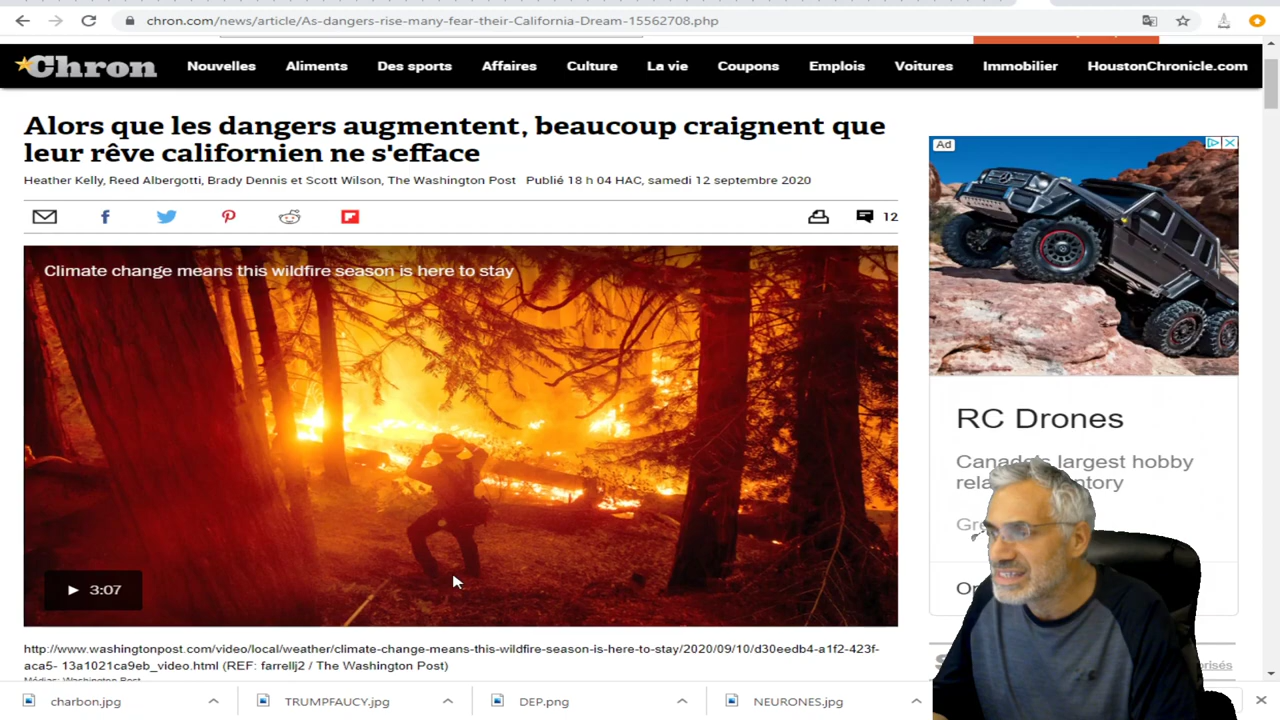 chron.com/news/article/As-dangers-rise-many-fear-their-California-Dream-15562708.php
Chron
Nouvelles Aliments Des sports Affaires Culture La vie Coupons Emplois Voitures Immobilier HoustonChronicle.com
Alors que les dangers augmentent, beaucoup craignent que
leur rêve californien ne s'efface
Heather Kelly, Reed Albergotti, Brady Dennis et Scott Wilson, The Washington Post Publié 18 h 04 HAC, samedi 12 septembre 2020
12
Climate change means this wildfire season is here to stay
3:07
http://www.washingtonpost.com/video/local/weather/climate-change-means-this-wildfire-season-is-here-to-stay/2020/09/10/d30eedb4-a1f2-423f-
aca5- 13a1021ca9eb_video.html (REF: farrellj2 / The Washington Post)
Médias: Washington Post
Ad
RC Drones
Canada's largest hobby
charbon.jpg
TRUMPFAUCY.jpg
DEP.png
NEURONES.jpg